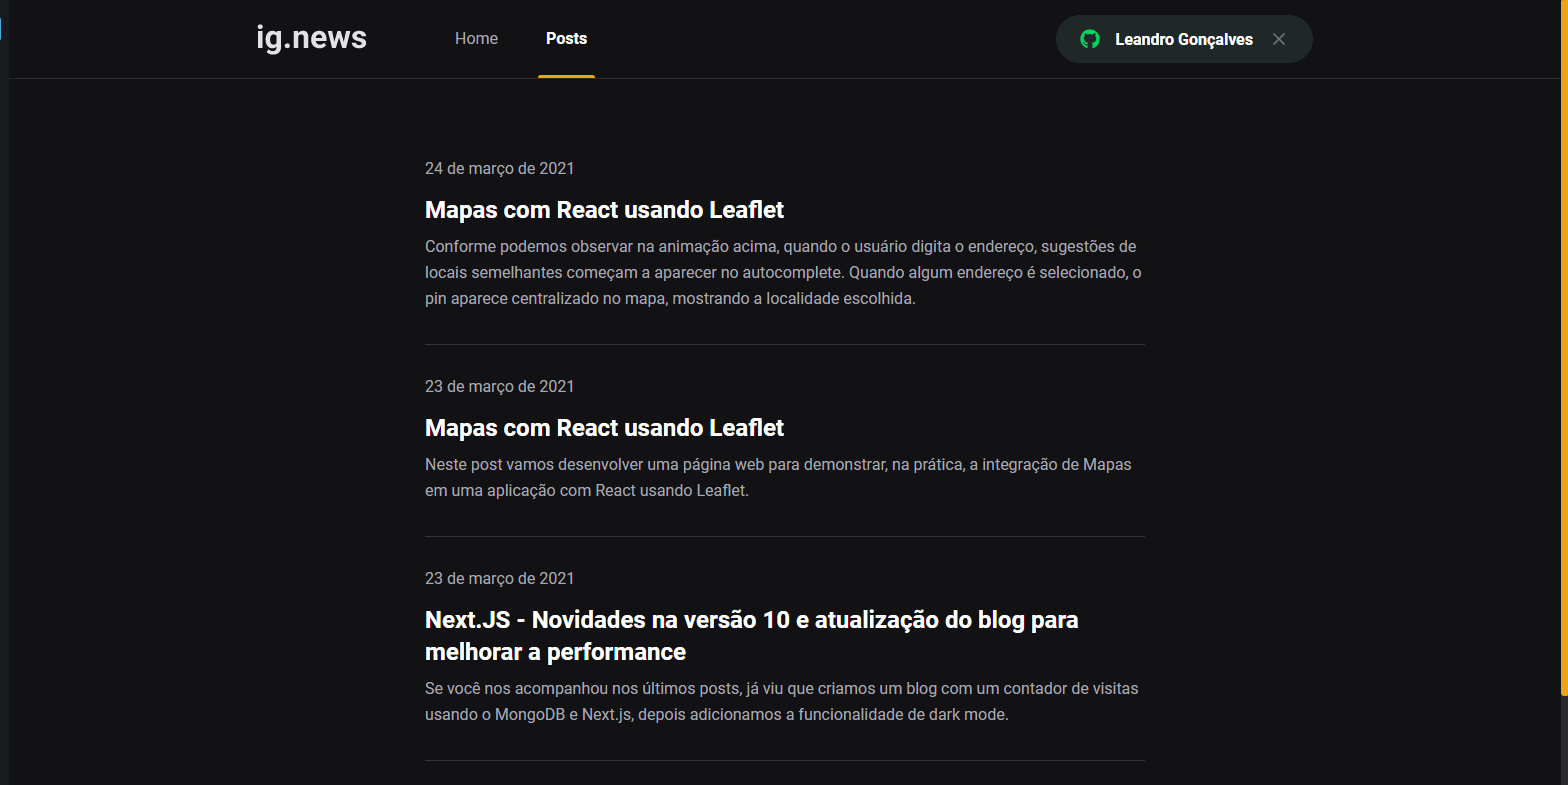 ig.news
Home
Posts
Leandro Gonçalves
24 de março de 2021
Mapas com React usando Leaflet
Conforme podemos observar na animação acima, quando o usuário digita o endereço, sugestões de
locais semelhantes começam a aparecer no autocomplete. Quando algum endereço é selecionado, o
pin aparece centralizado no mapa, mostrando a localidade escolhida.
23 de março de 2021
Mapas com React usando Leaflet
Neste post vamos desenvolver uma página web para demonstrar, na prática, a integração de Mapas
em uma aplicação com React usando Leaflet.
23 de março de 2021
Next.JS - Novidades na versão 10 e atualização do blog para
melhorar a performance
Se você nos acompanhou nos últimos posts, já viu que criamos um blog com um contador de visitas
usando o MongoDB e Next.js, depois adicionamos a funcionalidade de dark mode.